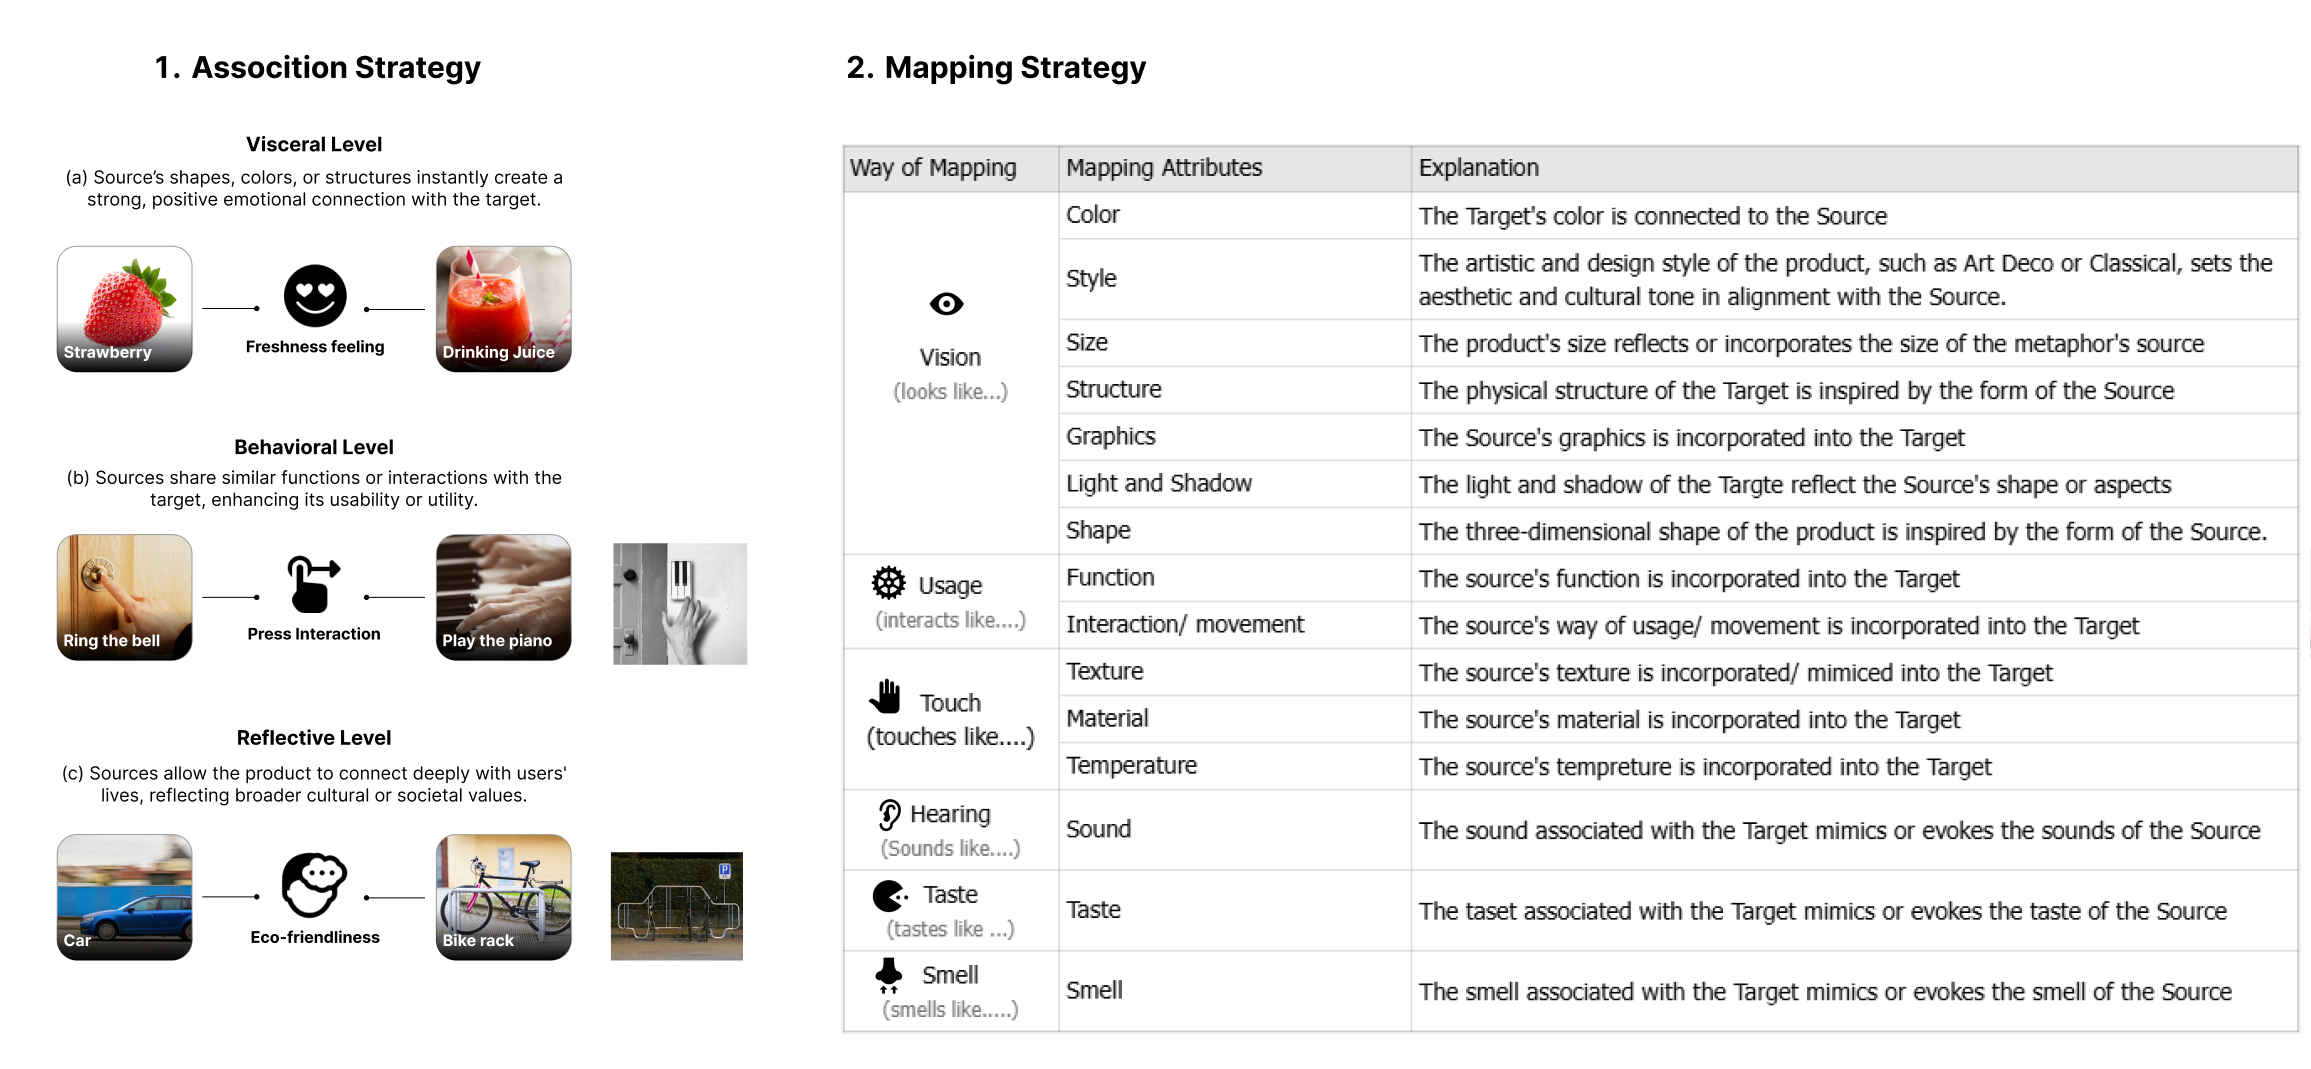 1. Assocition Strategy
Visceral Level
(a) Source's shapes, colors, or structures instantly create a
strong, positive emotional connection with the target.
Strawberry
Freshness feeling
Drinking Juice
Behavioral Level
(b) Sources share similar functions or interactions with the
target, enhancing its usability or utility.
Ring the bell
Press Interaction
Play the piano
Reflective Level
(c) Sources allow the product to connect deeply with users'
lives, reflecting broader cultural or societal values.
Car
Eco-friendliness
Bike rack
P
2. Mapping Strategy
Way of Mapping Mapping Attributes Explanation
Vision
(looks like...)
Color The Target's color is connected to the Source
Style The artistic and design style of the product, such as Art Deco or Classical, sets the
aesthetic and cultural tone in alignment with the Source.
Size The product's size reflects or incorporates the size of the metaphor's source
Structure The physical structure of the Target is inspired by the form of the Source
Graphics The Source's graphics is incorporated into the Target
Light and Shadow The light and shadow of the Targte reflect the Source's shape or aspects
Shape The three-dimensional shape of the product is inspired by the form of the Source.
Usage
(interacts like....)
Function The source's function is incorporated into the Target
Interaction/ movement The source's way of usage/ movement is incorporated into the Target
Touch
(touches like....)
Texture The source's texture is incorporated/ mimiced into the Target
Material The source's material is incorporated into the Target
Temperature The source's tempreture is incorporated into the Target
Hearing
(Sounds like....)
Sound The sound associated with the Target mimics or evokes the sounds of the Source
Taste
(tastes like ...)
Taste The taset associated with the Target mimics or evokes the taste of the Source
Smell
(smells like.....)
Smell The smell associated with the Target mimics or evokes the smell of the Source